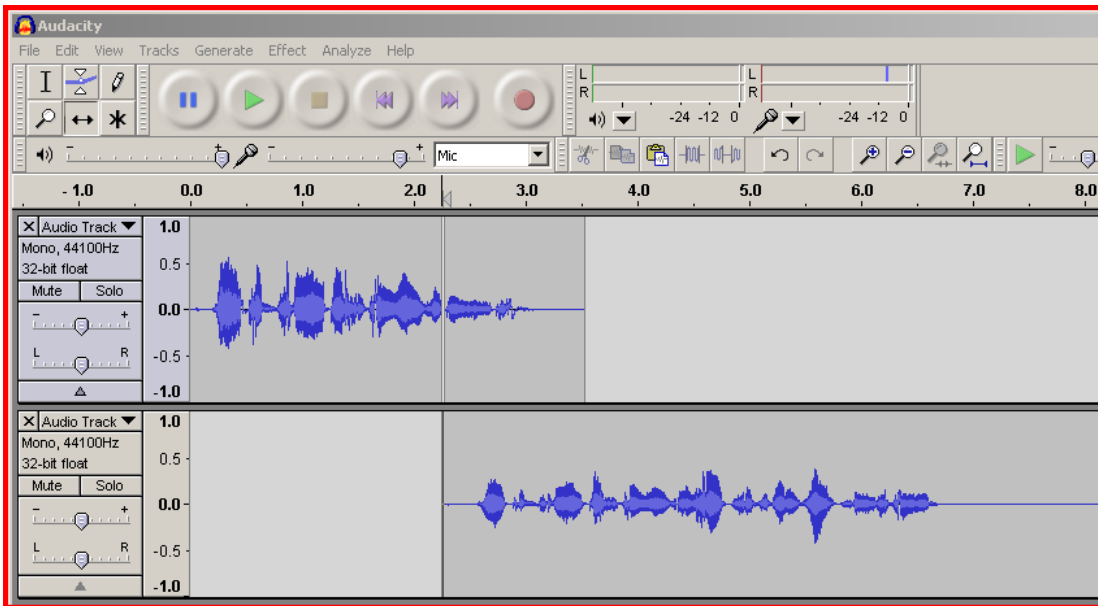 Audacity
File Edit View Tracks Generate Effect Analyze Help
L
R
-24 -12 0
L
R
-24 -12 0
- + - + Mic
- 1.0 0.0 1.0 2.0 3.0 4.0 5.0 6.0 7.0 8.0
X Audio Track
Mono, 44100Hz
32-bit float
Mute Solo
- +
L R
1.0
0.5
0.0
-0.5
-1.0
X Audio Track
Mono, 44100Hz
32-bit float
Mute Solo
- +
L R
1.0
0.5
0.0
-0.5
-1.0